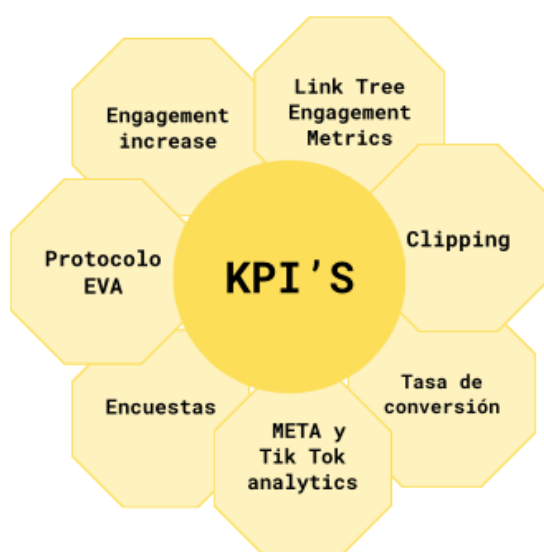 Link Tree
Engagement
Metrics
Engagement
increase
Clipping
Protocolo
EVA
KPI’S
Tasa de
conversión
Encuestas
META y
Tik Tok
analytics